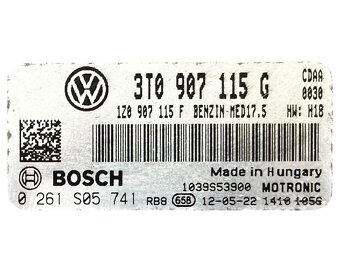 3T0 907 115 G
CDAA
0030
1Z0 907 115 F BENZIN-MED17.5 HW: H18
BOSCH
Made in Hungary
1039S53900 MOTRONIC
0 261 S05 741 RB8 658 12-05-22 1410 1056